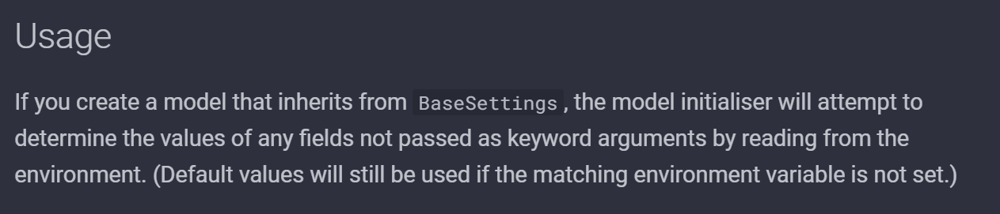 Usage
If you create a model that inherits from BaseSettings, the model initialiser will attempt to
determine the values of any fields not passed as keyword arguments by reading from the
environment. (Default values will still be used if the matching environment variable is not set.)